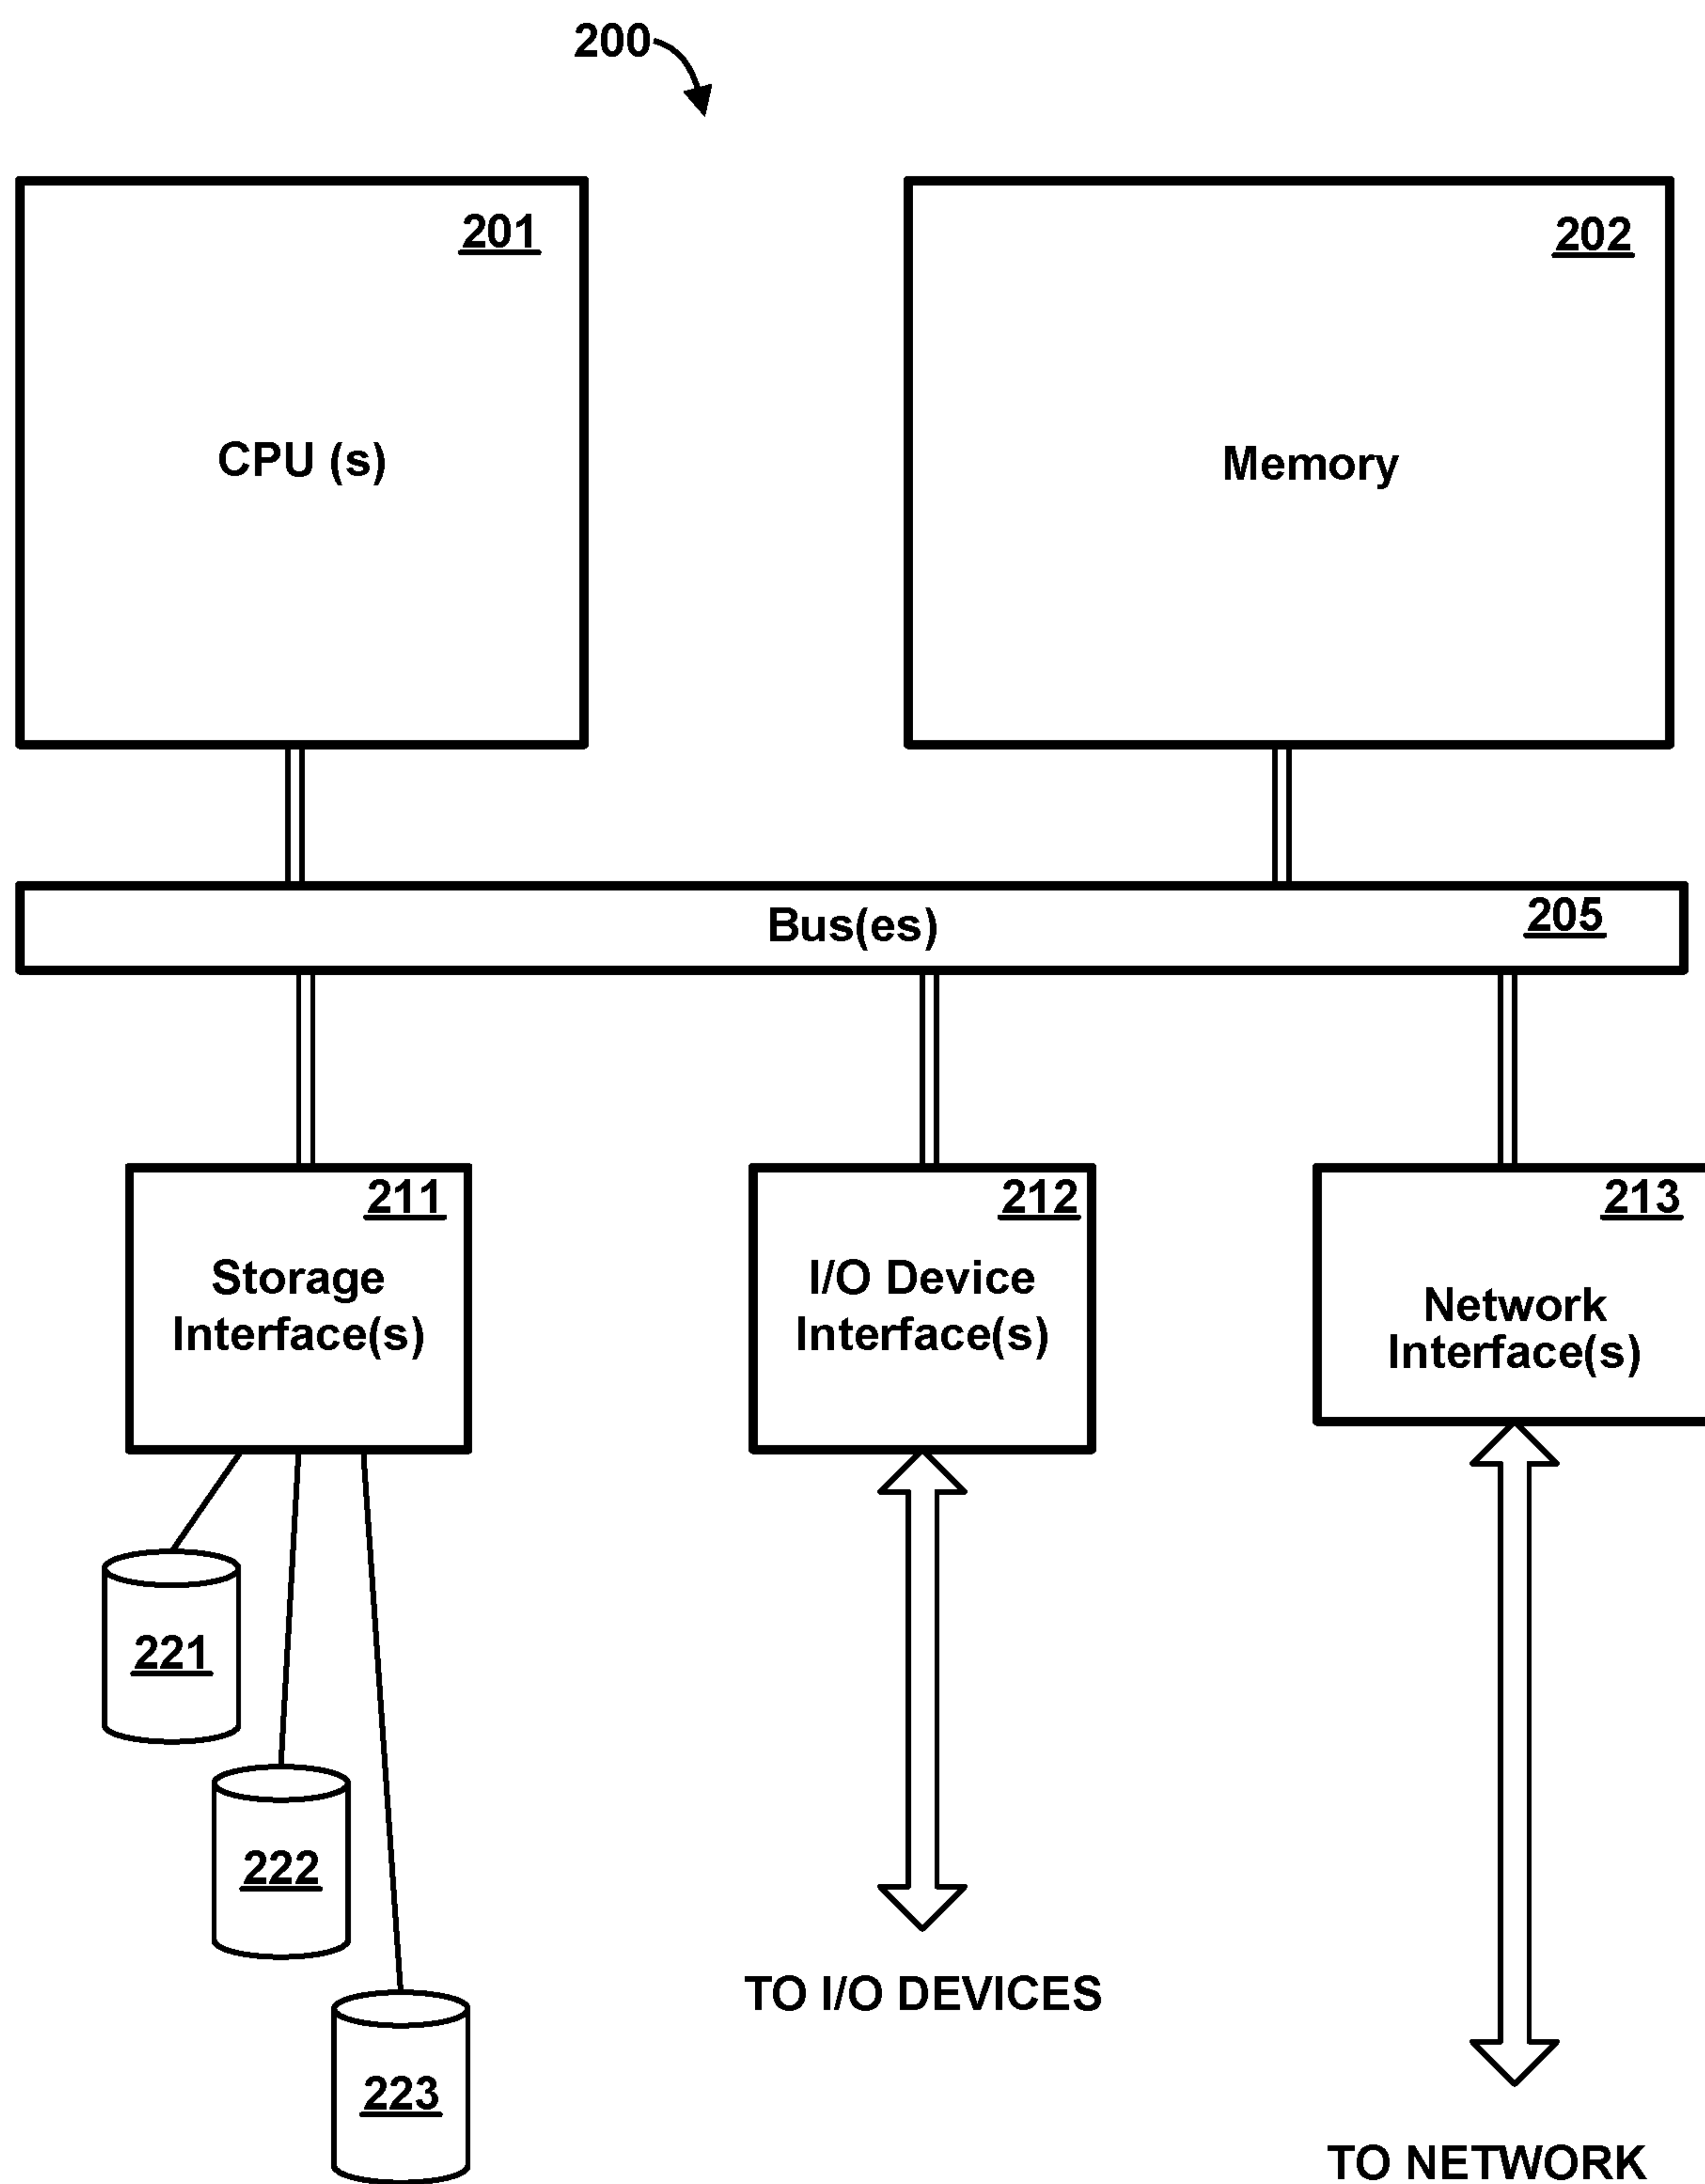 200
201
CPU (s)
202
Memory
Bus(es)
205
211
Storage
Interface(s)
212
I/O Device
Interface(s)
213
Network
Interface(s)
221
222
223
TO I/O DEVICES
TO NETWORK